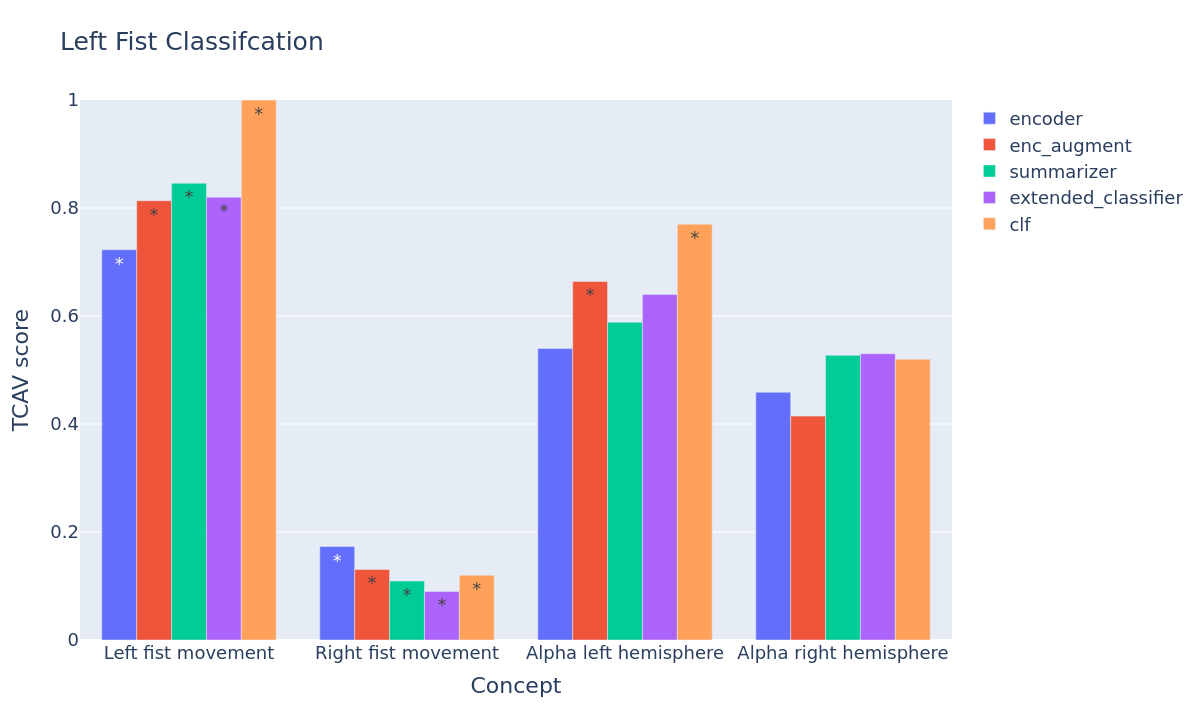 Left Fist Classifcation
encoder
enc_augment
summarizer
extended_classifier
clf
TCAV score
1
0.8
0.6
0.4
0.2
0
* * * * *
* * * * *
* *
Left fist movement
Right fist movement
Alpha left hemisphere
Alpha right hemisphere
Concept